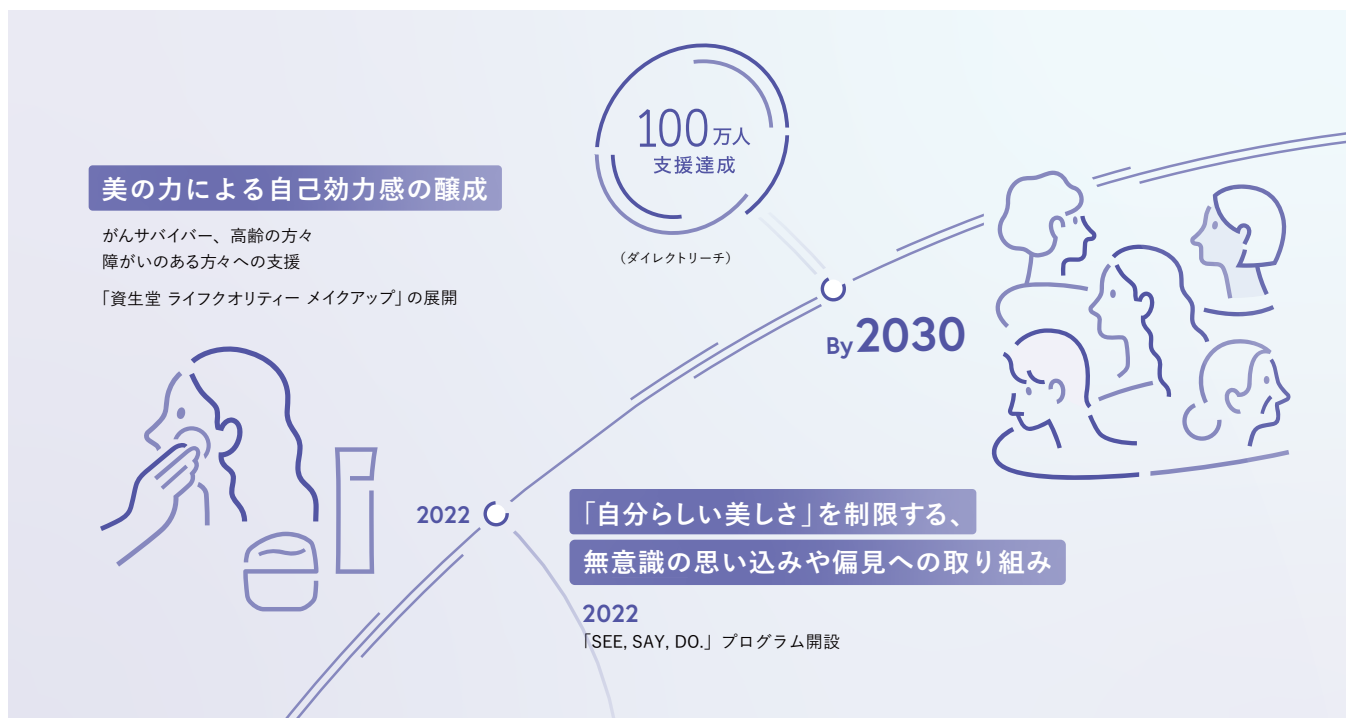 美の力による自己効力感の醸成
がんサバイバー、高齢の方々
障がいのある方々への支援
「資生堂 ライフクオリティー メイクアップ」の展開
100万人
支援達成
（ダイレクトリーチ）
By 2030
2022
「自分らしい美しさ」を制限する、
無意識の思い込みや偏見への取り組み
2022
「SEE, SAY, DO.」プログラム開設